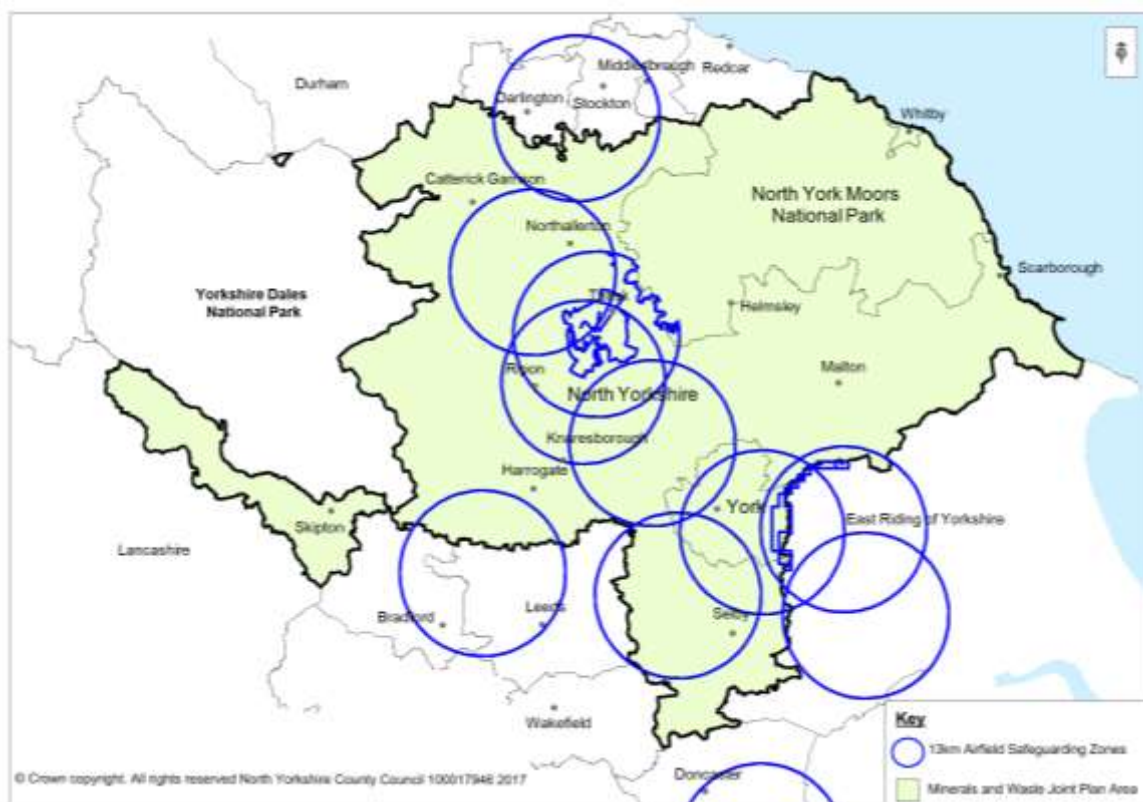 Durham
Darlington
Middlesbraugh
Stockton
Redcar
Whitby
Catterick Garrison
North York Moors
National Park
Northallerton
Scarborough
Yorkshire Dales
National Park
Helmsley
Malton
Ripon
North Yorkshire
Knaresborough
Harrogate
York
East Riding of Yorkshire
Skipton
Lancashire
Bradford
Leeds
Selby
Wakefield
Doncaster
Key
13km Airfield Safeguarding Zones
Minerals and Waste Joint Plan Area
© Crown copyright. All rights reserved North Yorkshire County Council 100017946 2017